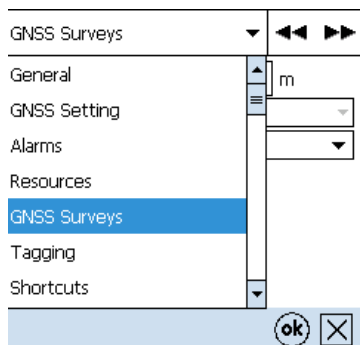 GNSS Surveys
General
m
GNSS Setting
Alarms
Resources
GNSS Surveys
Tagging
Shortcuts
ok